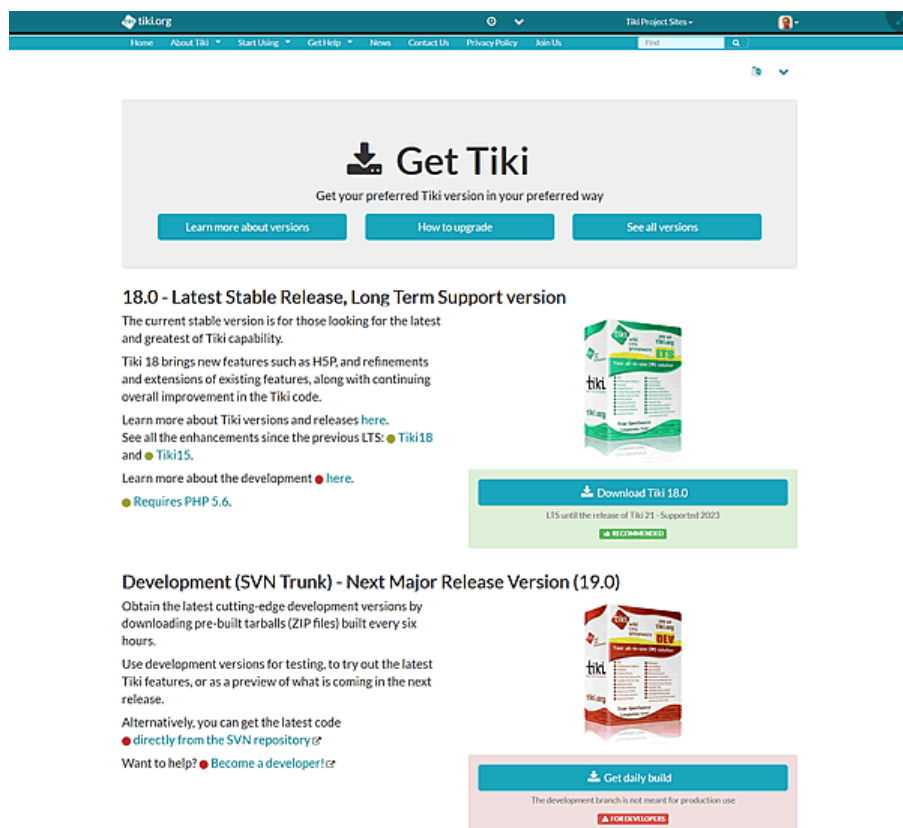 tiki.org
Tiki Project Sites
Home About Tiki Start Using Get Help News Contact Us Privacy Policy Join Us Find
Get Tiki
Get your preferred Tiki version in your preferred way
Learn more about versions How to upgrade See all versions
18.0 - Latest Stable Release, Long Term Support version
The current stable version is for those looking for the latest
and greatest of Tiki capability.
Tiki 18 brings new features such as H5P, and refinements
and extensions of existing features, along with continuing
overall improvement in the Tiki code.
Learn more about Tiki versions and releases here.
See all the enhancements since the previous LTS: Tiki18
and Tiki15.
Learn more about the development here.
Requires PHP 5.6.
tiki.org
LTS
tiki
tiki.org
Download Tiki 18.0
LTS until the release of Tiki 21 - Supported 2023
RECOMMENDED
Development (SVN Trunk) - Next Major Release Version (19.0)
Obtain the latest cutting-edge development versions by
downloading pre-built tarballs (ZIP files) built every six
hours.
Use development versions for testing, to try out the latest
Tiki features, or as a preview of what is coming in the next
release.
Alternatively, you can get the latest code
directly from the SVN repository
Want to help? Become a developer!
tiki.org
DEV
tiki
tiki.org
Get daily build
The development branch is not meant for production use
FOR DEVELOPERS